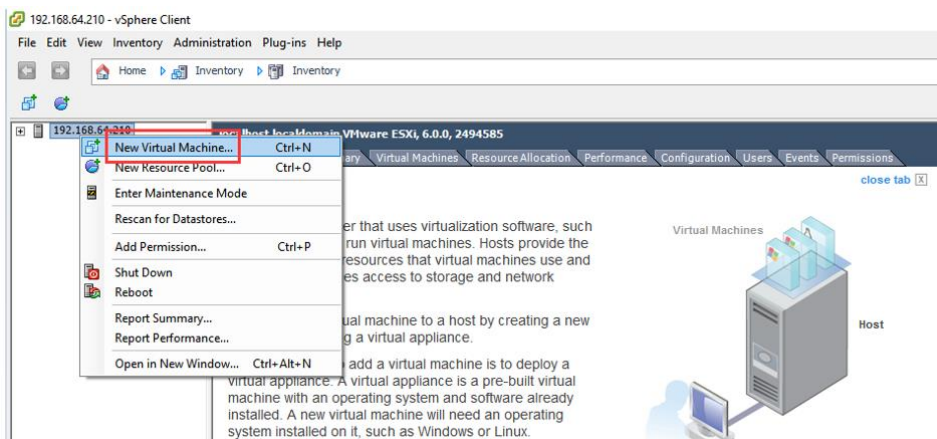 192.168.64.210 - vSphere Client
File Edit View Inventory Administration Plug-ins Help
Home Inventory Inventory
192.168.64.210
localhost.localdomain VMware ESXi, 6.0.0, 2494585
Virtual Machines Resource Allocation Performance Configuration Users Events Permissions
close tab X
New Virtual Machine... Ctrl+N
New Resource Pool... Ctrl+O
Enter Maintenance Mode
Rescan for Datastores...
Add Permission... Ctrl+P
Shut Down
Reboot
Report Summary...
Report Performance...
Open in New Window... Ctrl+Alt+N
that uses virtualization software, such
run virtual machines. Hosts provide the
resources that virtual machines use and
access to storage and network
machine to a host by creating a new
a virtual appliance.
add a virtual machine is to deploy a
virtual appliance. A virtual appliance is a pre-built virtual
machine with an operating system and software already
installed. A new virtual machine will need an operating
system installed on it, such as Windows or Linux.
Virtual Machines
Host